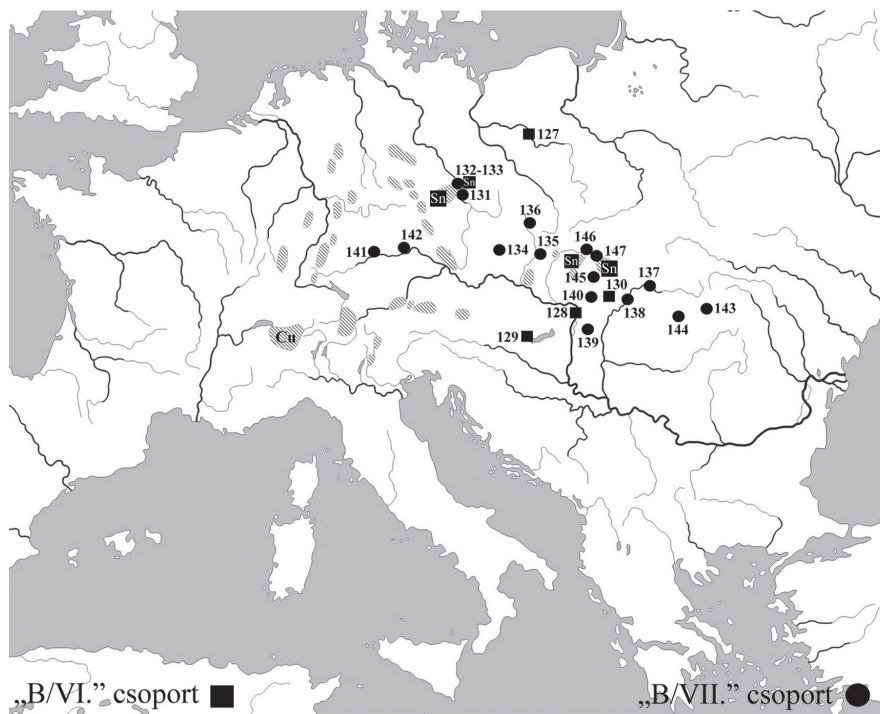 127
132-133
Sn
Sn
131
136
142
141
134
135
146
147
Sn
Sn
145
137
140
130
138
143
128
144
129
139
Cu
„B/VI.” csoport
„B/VII.” csoport